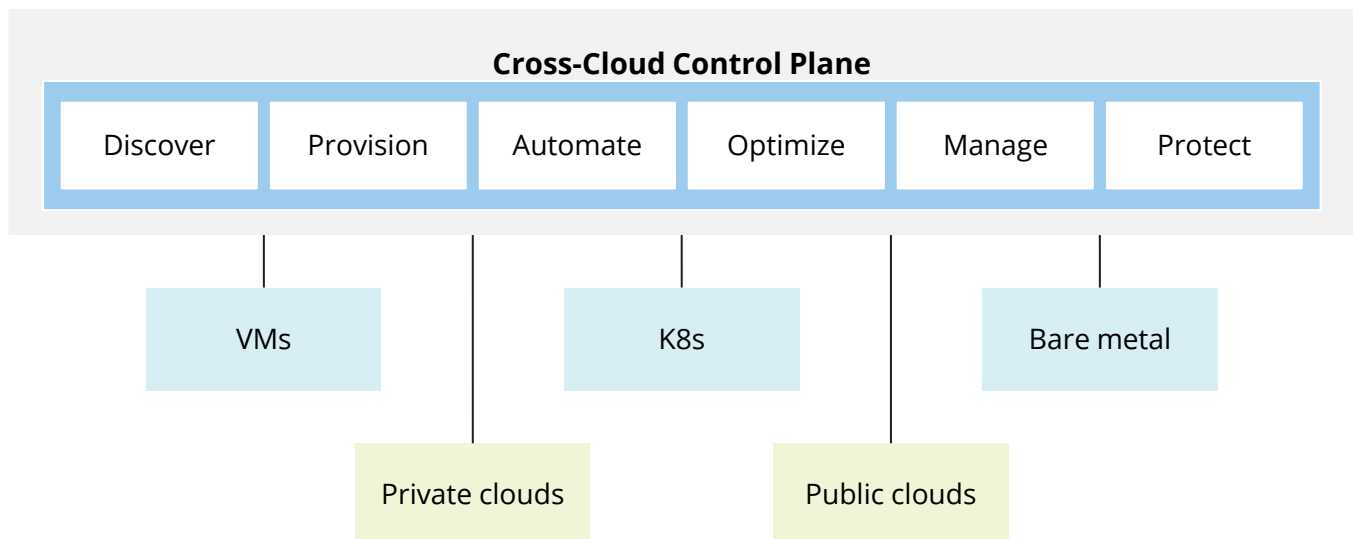 Cross-Cloud Control Plane
Discover
Provision
Automate
Optimize
Manage
Protect
VMs
K8s
Bare metal
Private clouds
Public clouds